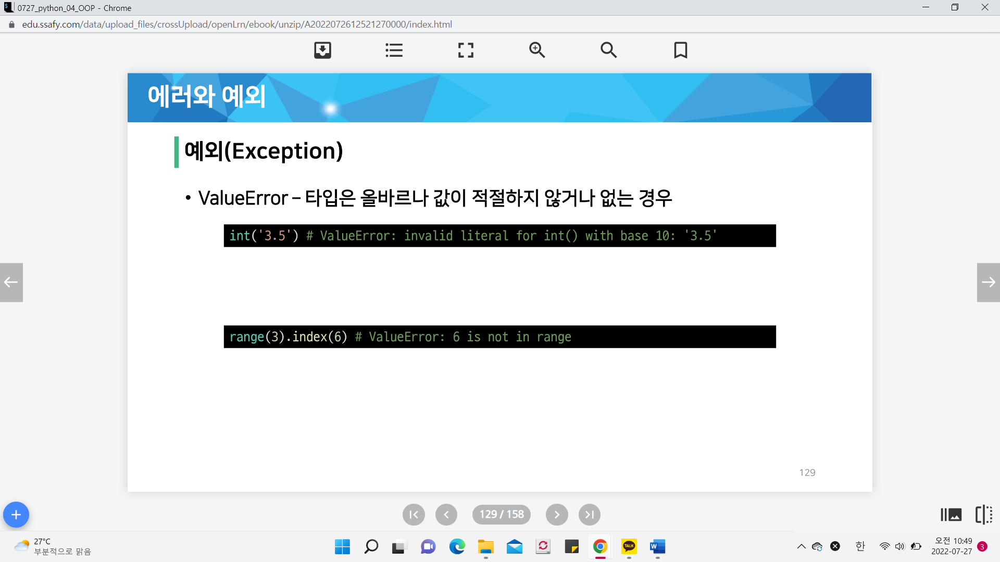 0727_python_04_OOP - Chrome
edu.ssafy.com/data/upload_files/crossUpload/openLrn/ebook/unzip/A2022072612521270000/index.html
에러와 예외
예외(Exception)
• ValueError – 타입은 올바르나 값이 적절하지 않거나 없는 경우
int('3.5') # ValueError: invalid literal for int() with base 10: '3.5'
range(3).index(6) # ValueError: 6 is not in range
129
129 / 158
27°C
부분적으로 맑음
TALK
W
한
오전 10:49
2022-07-27
3